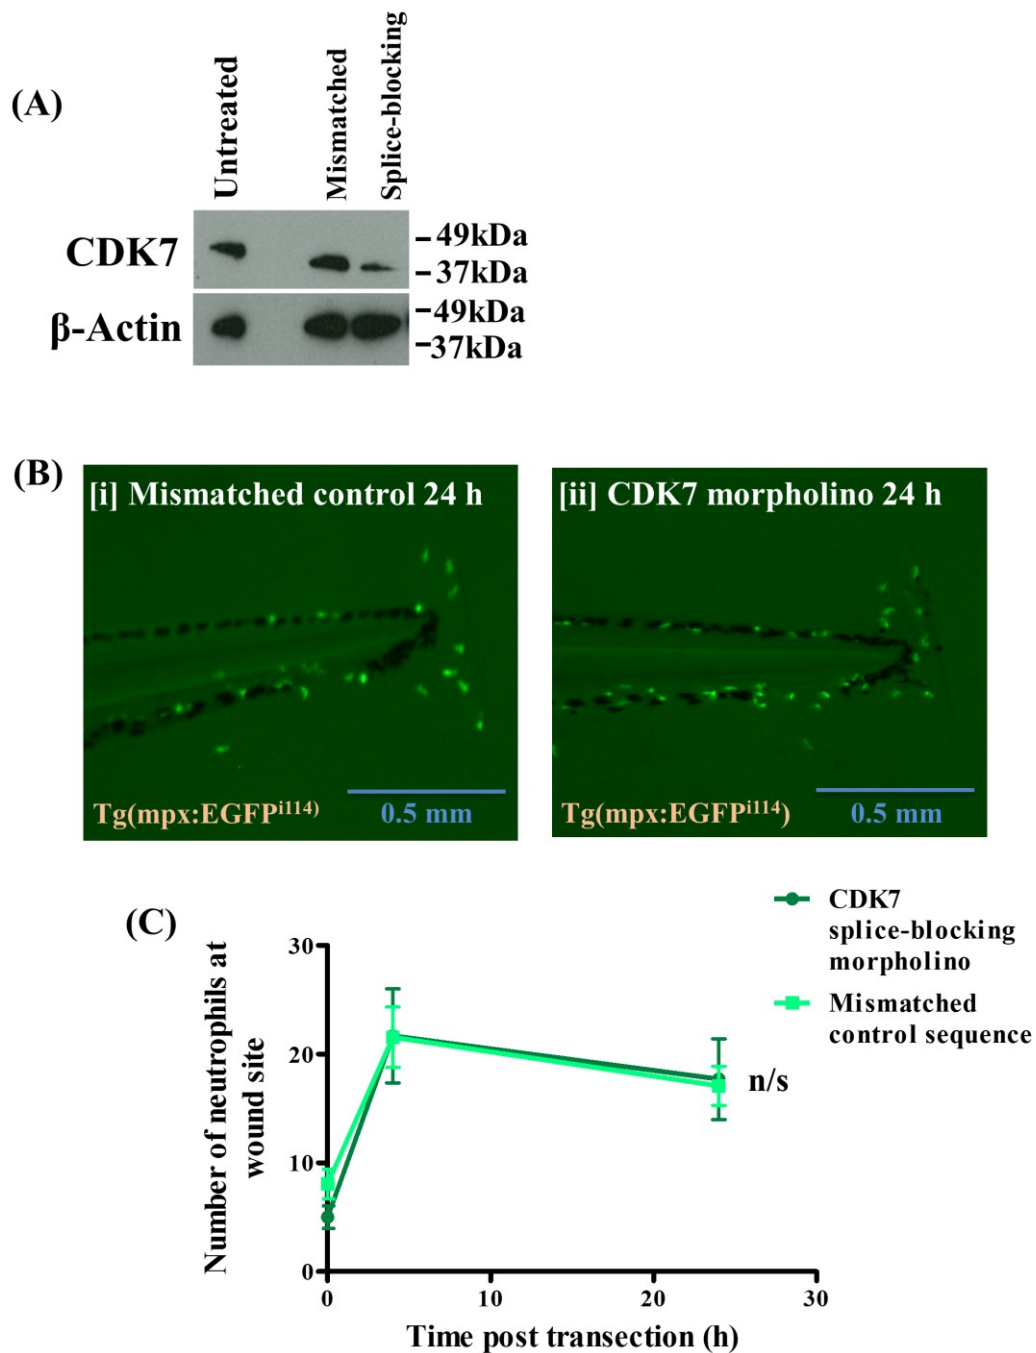 (A)
Untreated
Mismatched
Splice-blocking
CDK7
49kDa
37kDa
β-Actin
49kDa
37kDa
(B)
[i] Mismatched control 24 h
Tg(mpx:EGFPi114)
0.5 mm
[ii] CDK7 morpholino 24 h
Tg(mpx:EGFPi114)
0.5 mm
(C)
CDK7
splice-blocking
morpholino
Mismatched
control sequence
Number of neutrophils at
wound site
30
20
10
0
n/s
0
10
20
30
Time post transection (h)